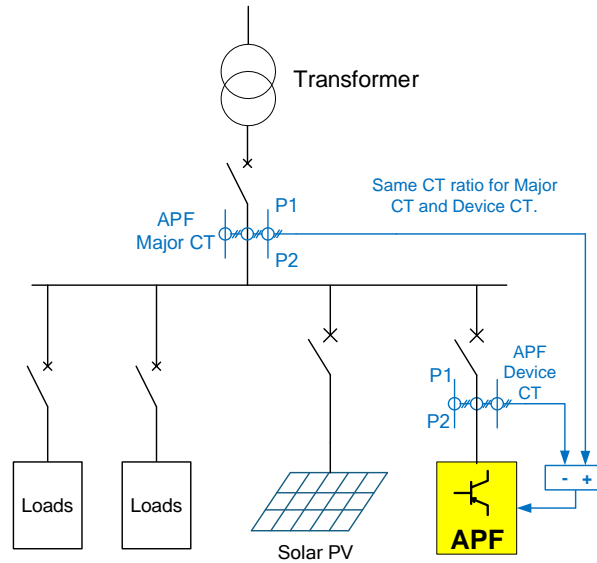 Transformer
Same CT ratio for Major
CT and Device CT.
P1
APF
Major CT
P2
APF
Device
CT
P1
P2
- +
Loads
Loads
Solar PV
APF